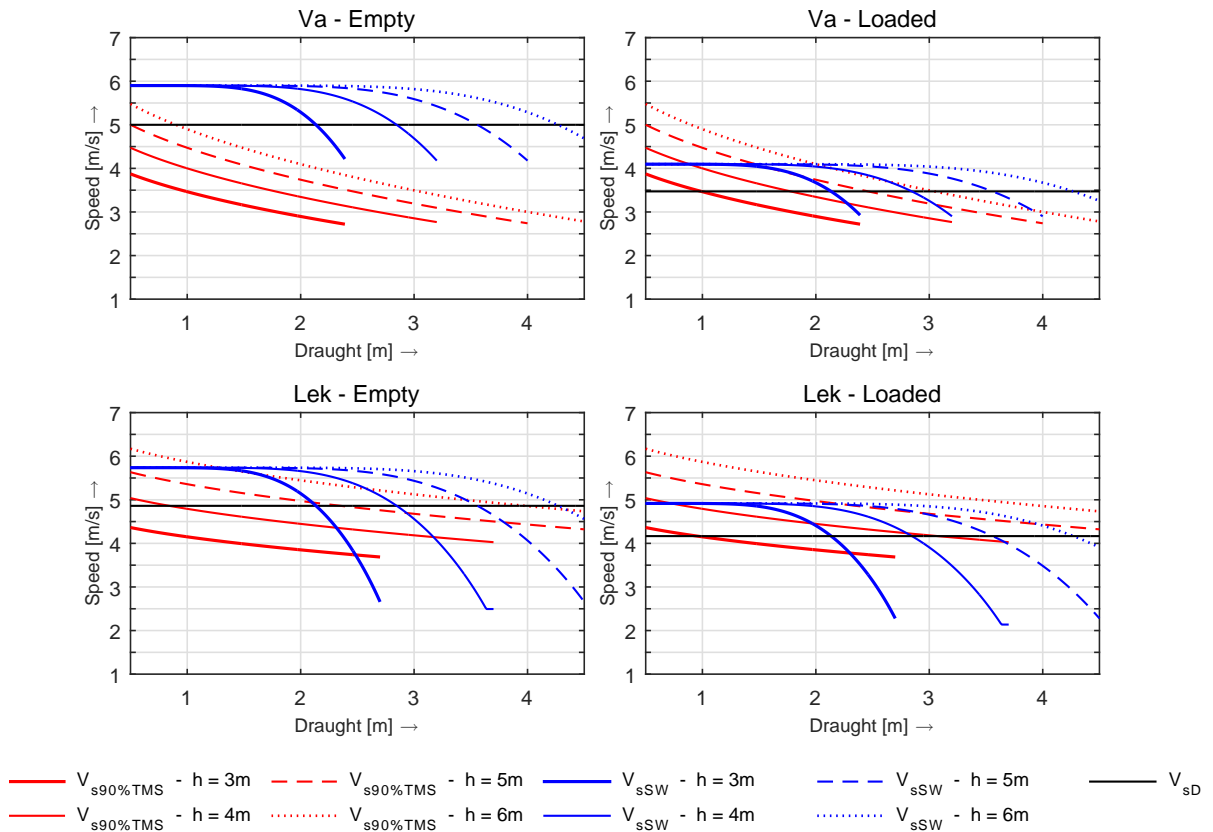 Va - Empty
7
6
5
4
3
2
1
Speed [m/s] →
1 2 3 4
Draught [m] →
Va - Loaded
7
6
5
4
3
2
1
Speed [m/s] →
1 2 3 4
Draught [m] →
Lek - Empty
7
6
5
4
3
2
1
Speed [m/s] →
1 2 3 4
Draught [m] →
Lek - Loaded
7
6
5
4
3
2
1
Speed [m/s] →
1 2 3 4
Draught [m] →
Vs90%TMS - h = 3m Vs90%TMS - h = 5m VsSW - h = 3m VsSW - h = 5m VsD
Vs90%TMS - h = 4m Vs90%TMS - h = 6m VsSW - h = 4m VsSW - h = 6m